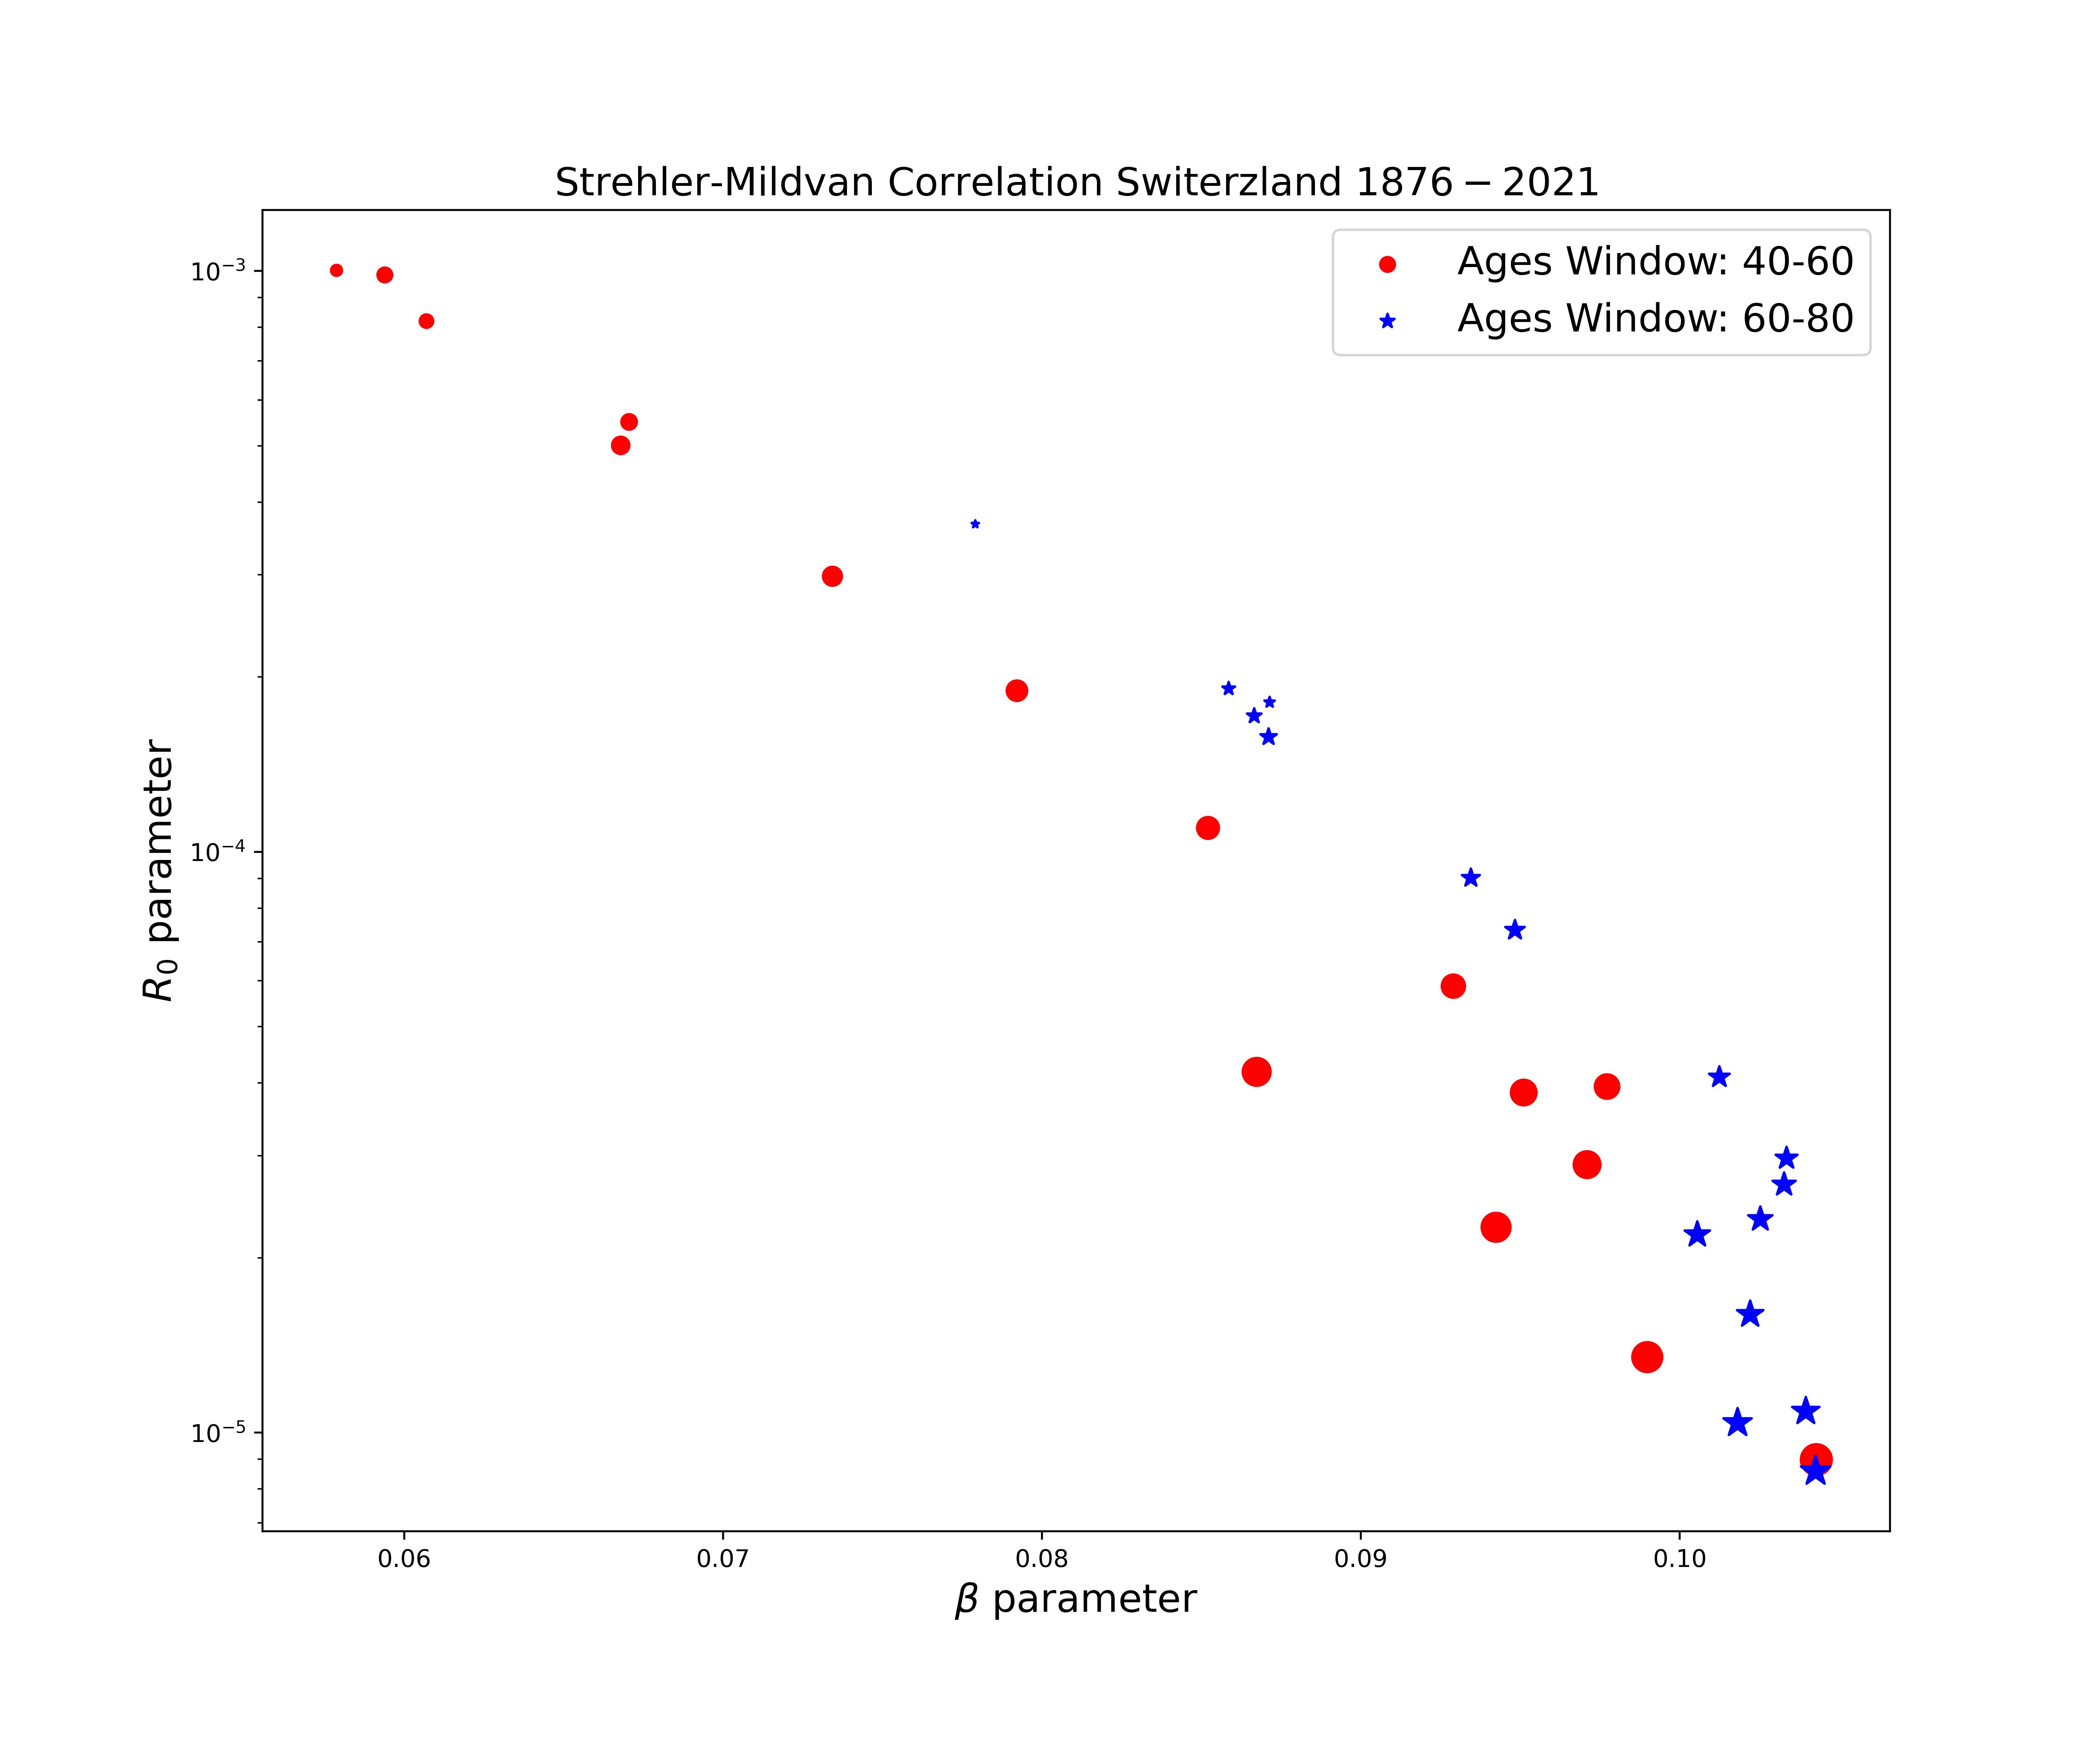 Strehler-Mildvan Correlation Switerzland 1876 − 2021
Ages Window: 40-60
Ages Window: 60-80
R₀ parameter
10⁻³
10⁻⁴
10⁻⁵
0.06 0.07 0.08 0.09 0.10
β parameter